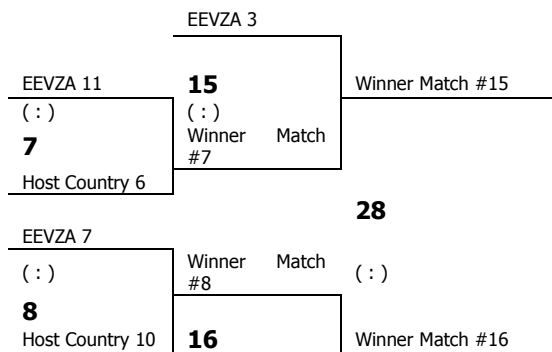 EEVZA 3
EEVZA 11
15
Winner Match #15
( : )
( : )
7
Winner Match
#7
Host Country 6
28
EEVZA 7
( : )
Winner Match
#8
( : )
8
Host Country 10
16
Winner Match #16